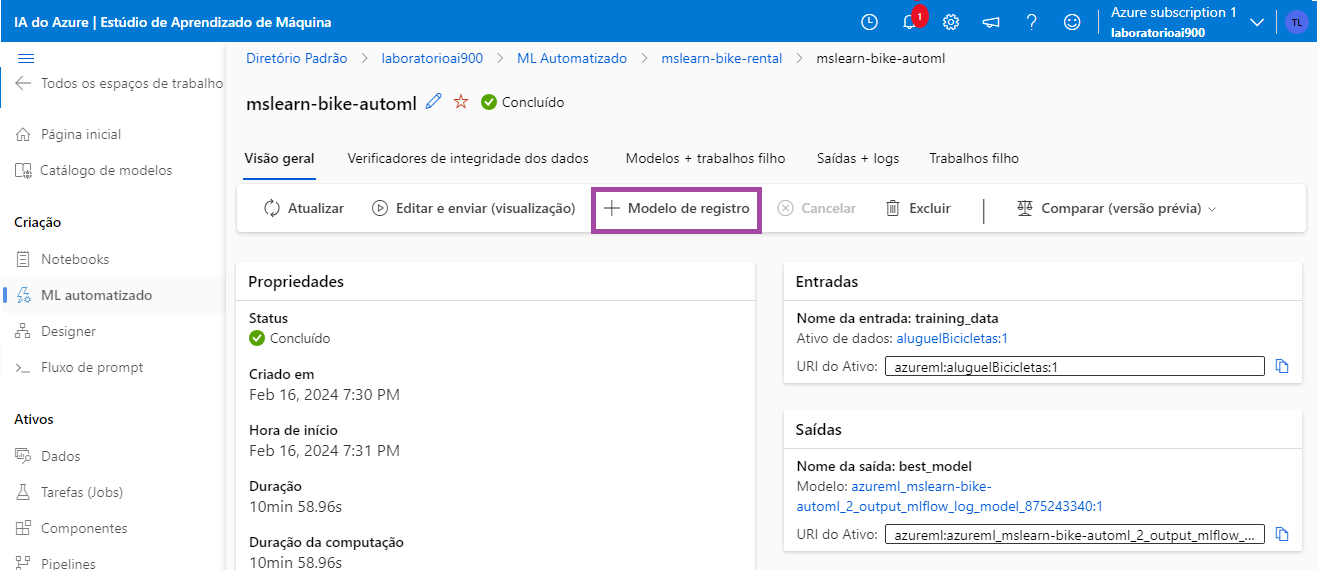 IA do Azure | Estúdio de Aprendizado de Máquina
1
Azure subscription 1
laboratorioai900
TL
Todos os espaços de trabalho
Página inicial
Catálogo de modelos
Criação
Notebooks
ML automatizado
Designer
Fluxo de prompt
Ativos
Dados
Tarefas (Jobs)
Componentes
Pipelines
Diretório Padrão > laboratorioai900 > ML Automatizado > mslearn-bike-rental > mslearn-bike-automl
mslearn-bike-automl Concluído
Visão geral Verificadores de integridade dos dados Modelos + trabalhos filho Saídas + logs Trabalhos filho
Atualizar Editar e enviar (visualização) Modelo de registro Cancelar Excluir Comparar (versão prévia)
Propriedades
Status
Concluído
Criado em
Feb 16, 2024 7:30 PM
Hora de início
Feb 16, 2024 7:31 PM
Duração
10min 58.96s
Duração da computação
10min 58.96s
Entradas
Nome da entrada: training_data
Ativo de dados: aluguelBicicletas:1
URI do Ativo: azureml:aluguelBicicletas:1
Saídas
Nome da saída: best_model
Modelo: azureml_mslearn-bike-
automl_2_output_mlflow_log_model_875243340:1
URI do Ativo: azureml:azureml_mslearn-bike-automl_2_output_mlflow_...